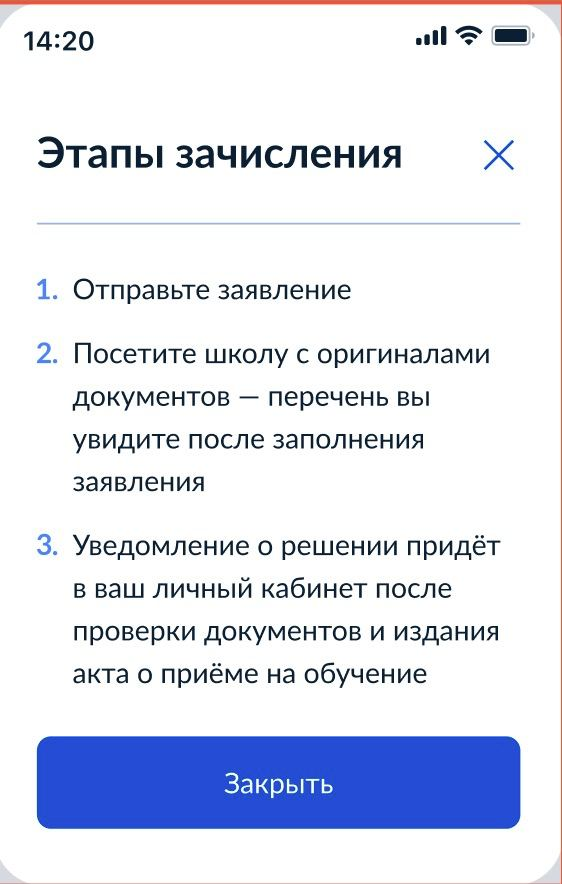 14:20
Этапы зачисления
1. Отправьте заявление
2. Посетите школу с оригиналами
документов — перечень вы
увидите после заполнения
заявления
3. Уведомление о решении придёт
в ваш личный кабинет после
проверки документов и издания
акта о приёме на обучение
Закрыть